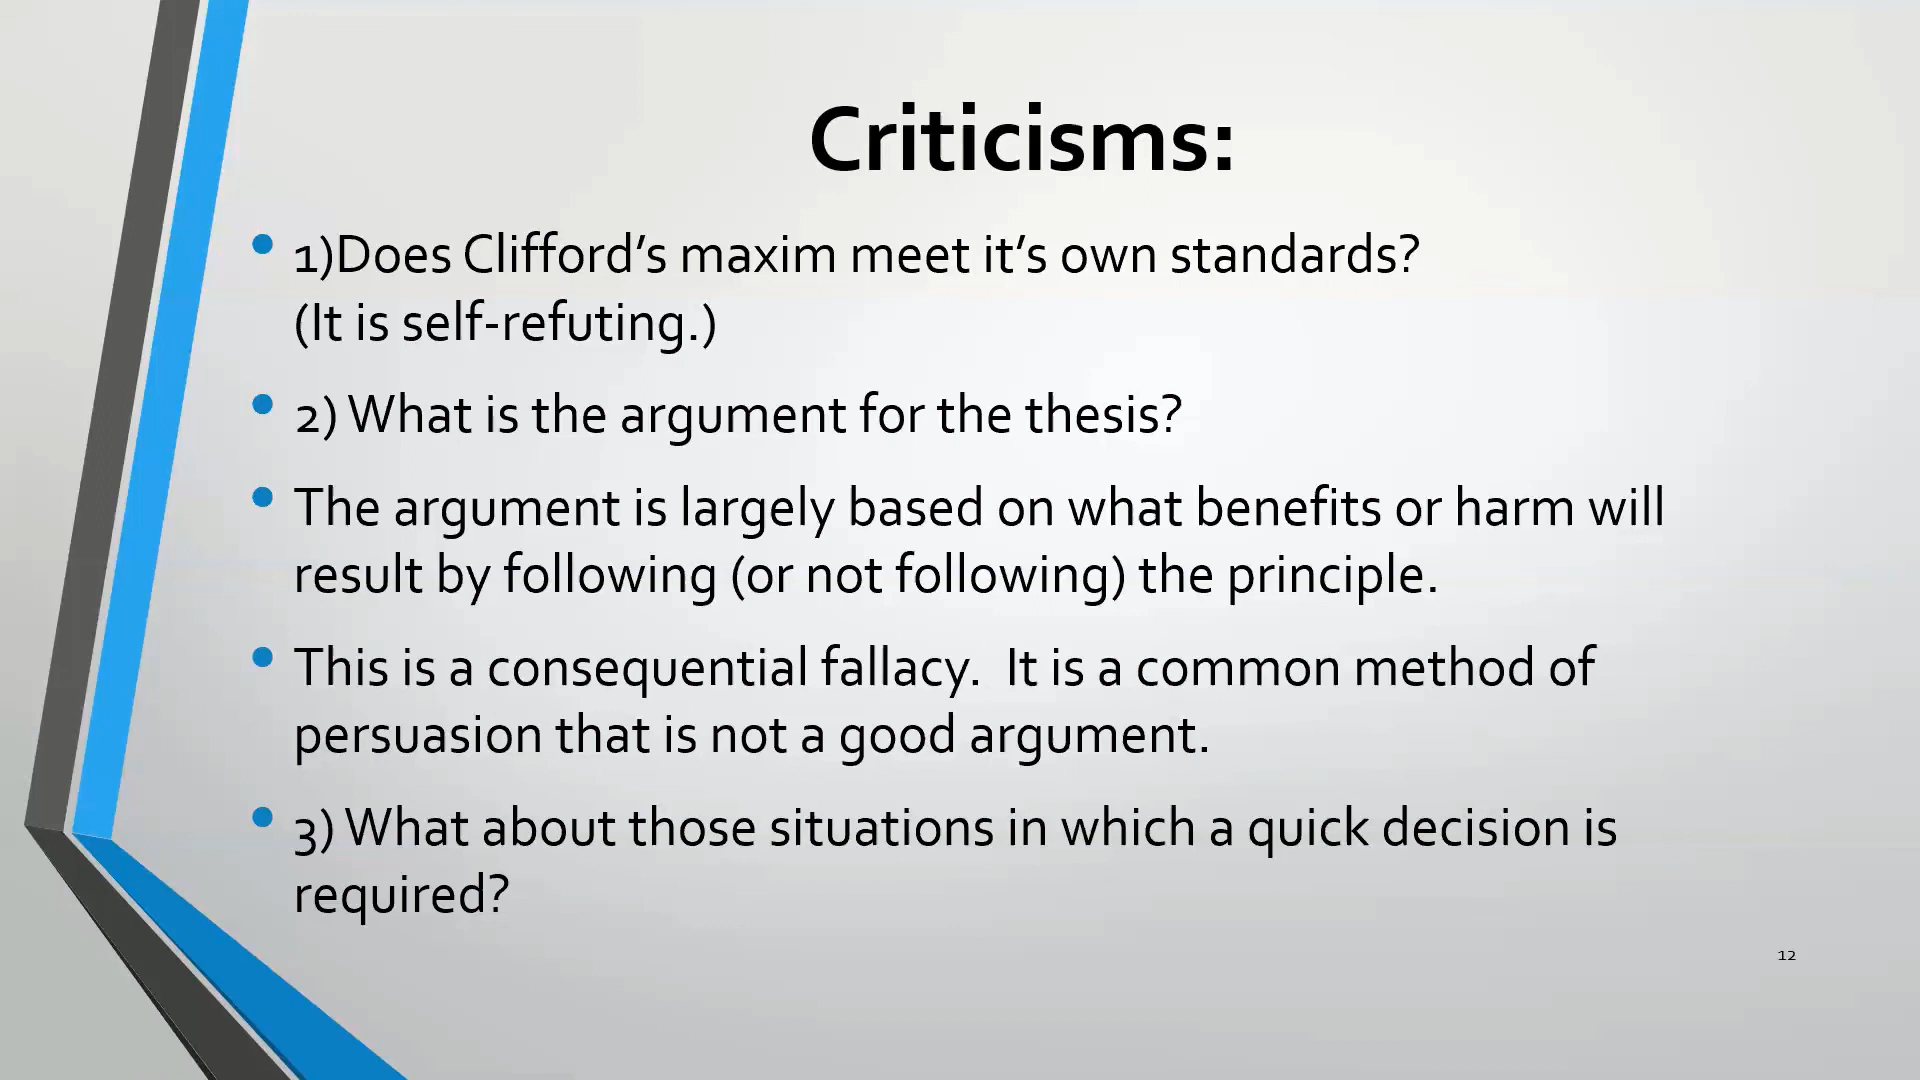 Criticisms:
1)Does Clifford’s maxim meet it’s own standards?
(It is self-refuting.)
2) What is the argument for the thesis?
The argument is largely based on what benefits or harm will
result by following (or not following) the principle.
This is a consequential fallacy.  It is a common method of
persuasion that is not a good argument.
3) What about those situations in which a quick decision is
required?
12